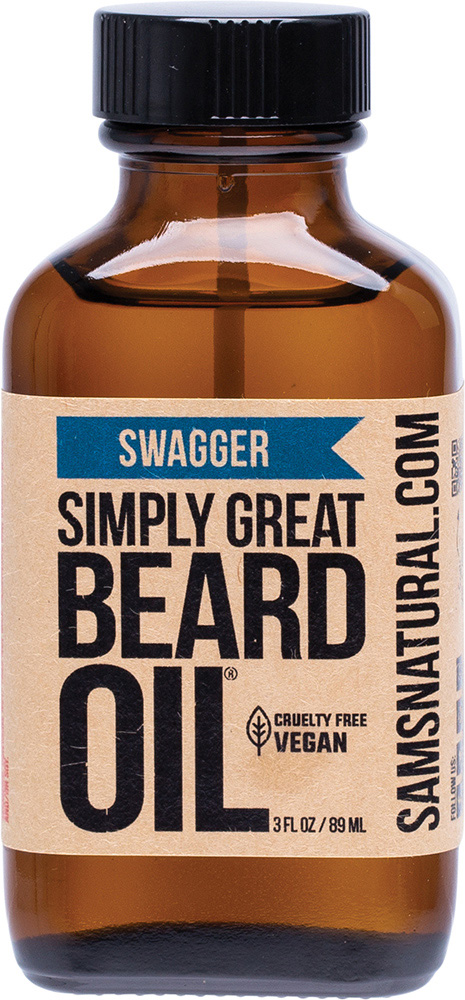 SWAGGER
SIMPLY GREAT
BEARD
OIL®
CRUELTY FREE
VEGAN
3 FL OZ / 89 ML
SAMSNATURAL.COM
FOLLOW US: